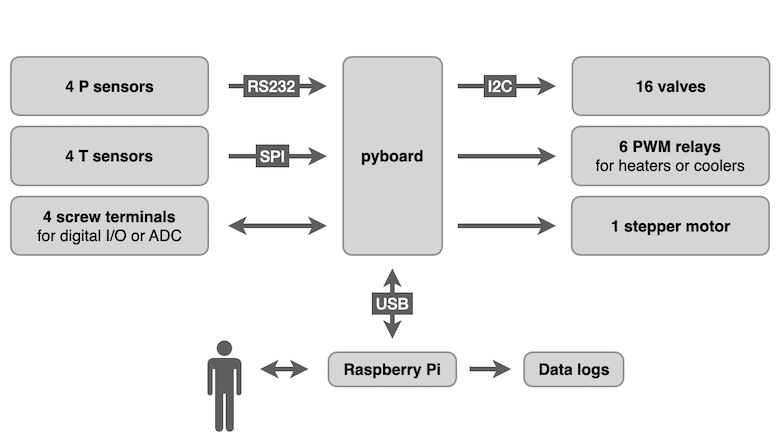 4 P sensors
RS232
I2C
16 valves
4 T sensors
SPI
pyboard
6 PWM relays
for heaters or coolers
4 screw terminals
for digital I/O or ADC
1 stepper motor
USB
Raspberry Pi
Data logs